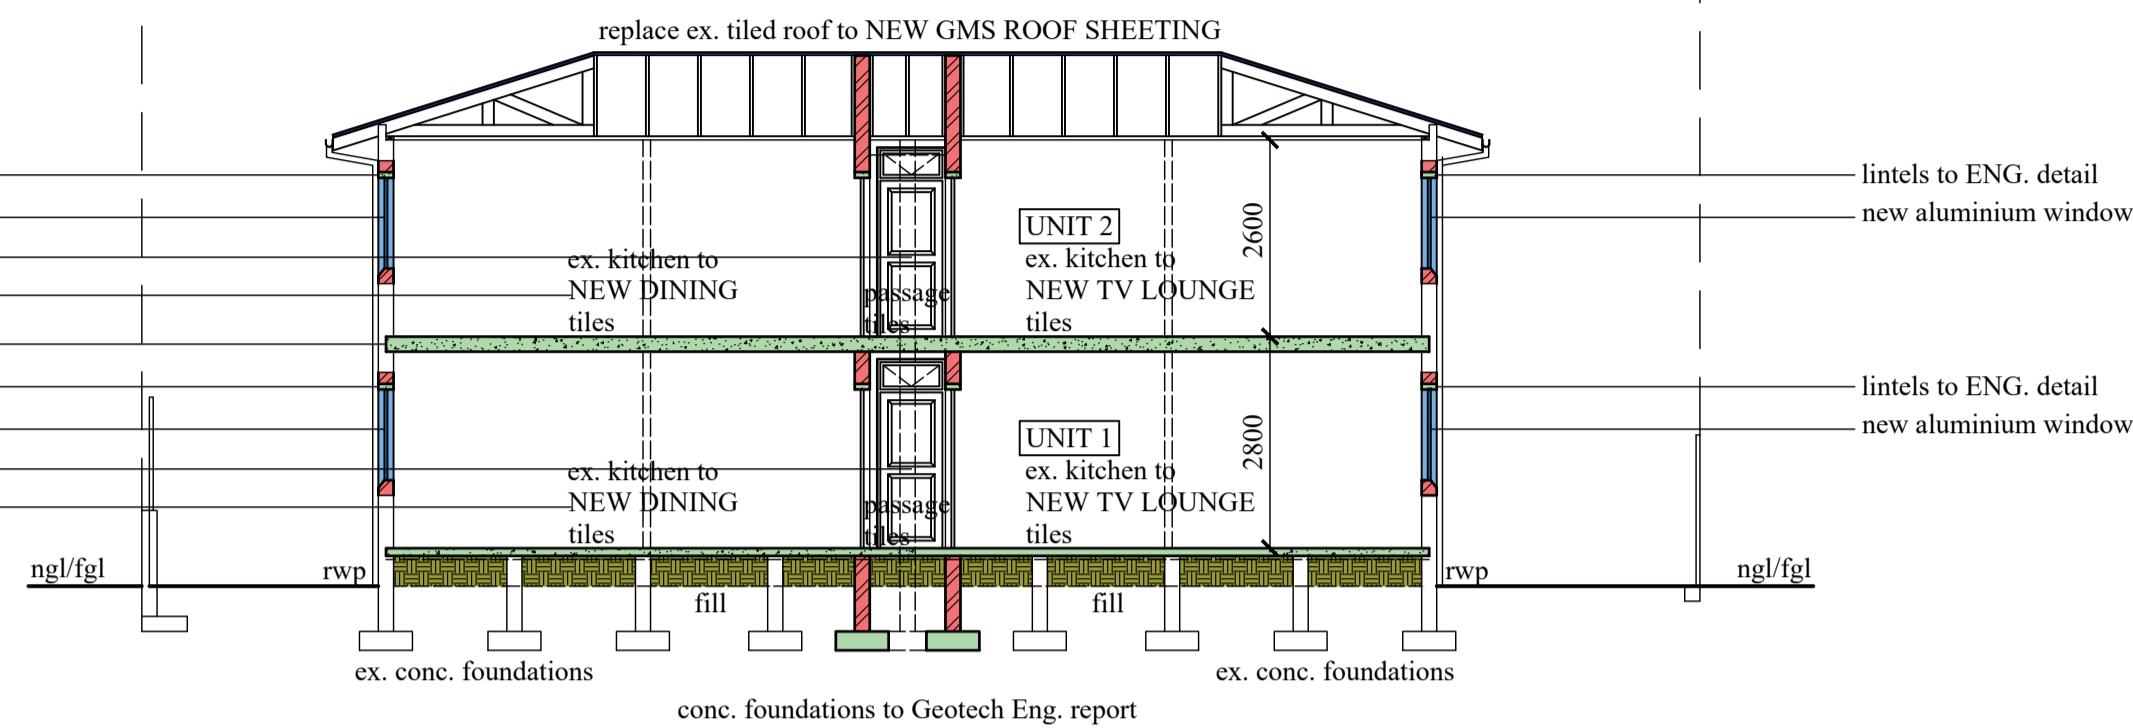 replace ex. tiled roof to NEW GMS ROOF SHEETING
lintels to ENG. detail
new aluminium window
UNIT 2
2600
ex. kitchen to
NEW DINING
tiles
passage
tiles
ex. kitchen to
NEW TV LOUNGE
tiles
lintels to ENG. detail
new aluminium window
UNIT 1
2800
ex. kitchen to
NEW DINING
tiles
passage
tiles
ex. kitchen to
NEW TV LOUNGE
tiles
ngl/fgl
rwp
rwp
ngl/fgl
fill
fill
ex. conc. foundations
ex. conc. foundations
conc. foundations to Geotech Eng. report